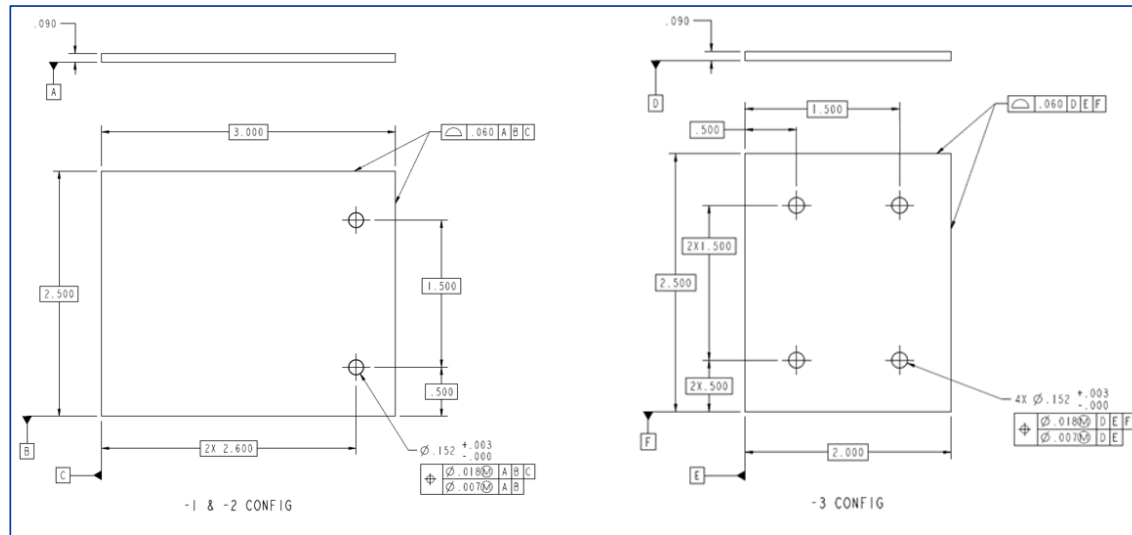 .090
A
3.000
⌓ .060 A B C
2.500
1.500
.500
B
2X 2.600
C
Ø.152 +.003 -.000
⌖ Ø.018Ⓜ A B C
Ø.007Ⓜ A B
-1 & -2 CONFIG
.090
D
1.500
.500
⌓ .060 D E F
2X1.500
2.500
2X.500
F
2.000
E
4X Ø.152 +.003 -.000
⌖ Ø.018Ⓜ D E F
Ø.007Ⓜ D E
-3 CONFIG